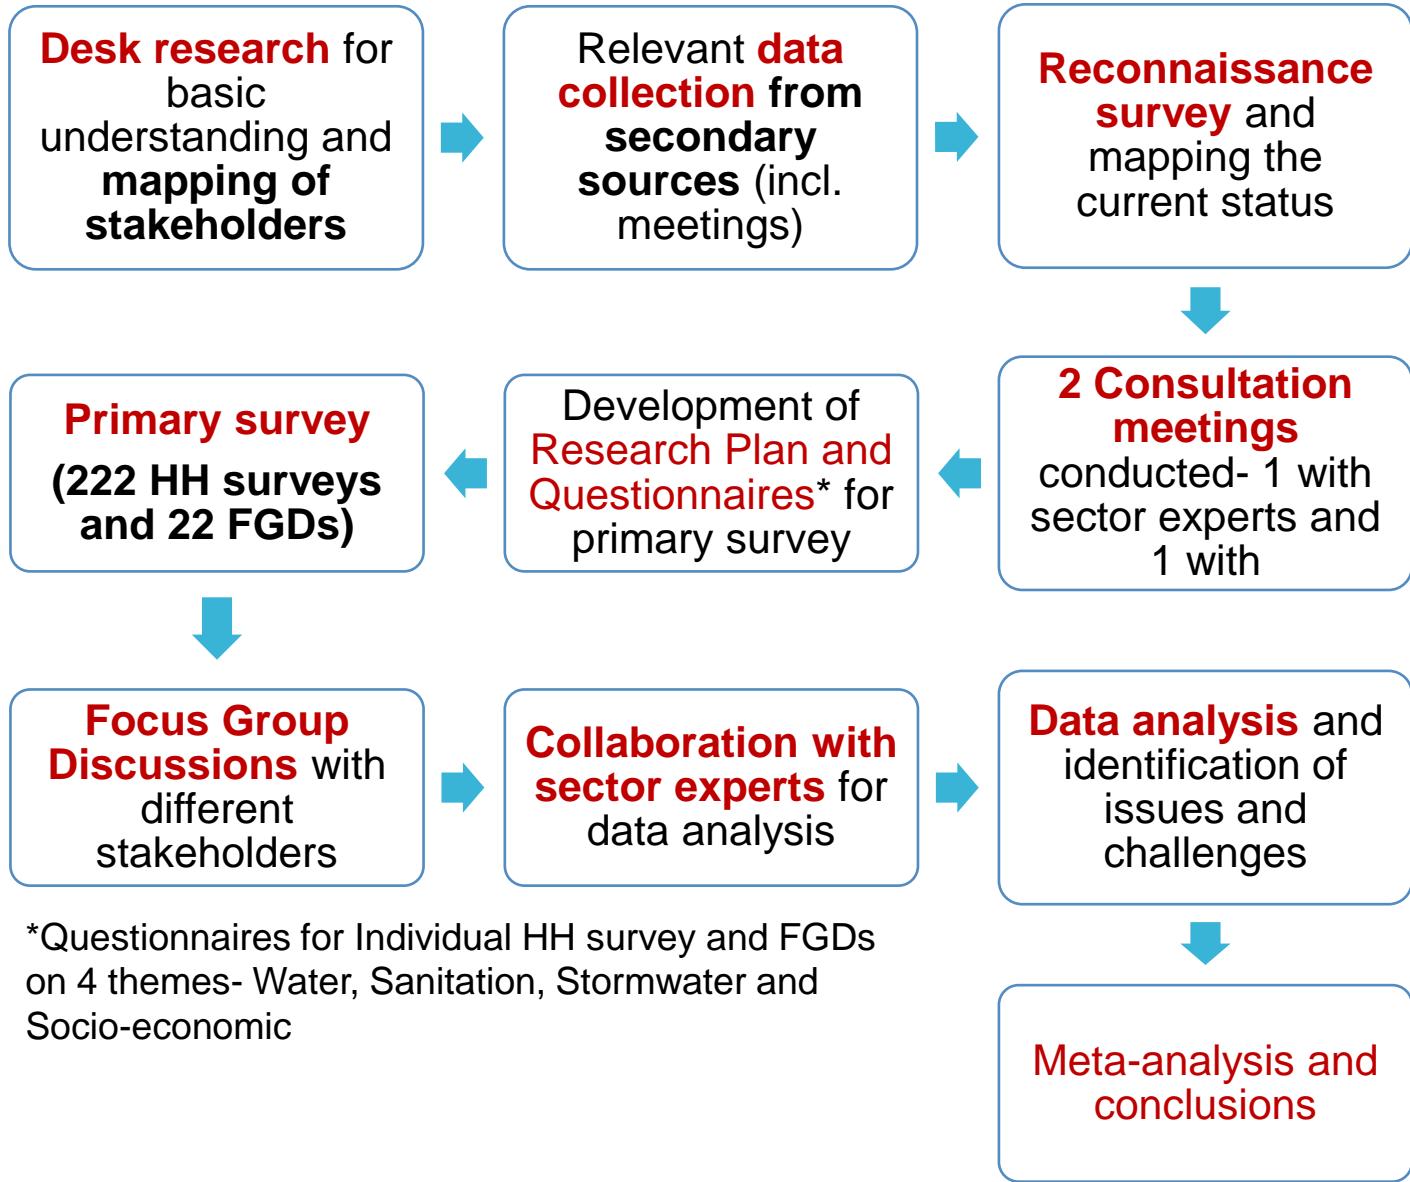 Desk research for
basic
understanding and
mapping of
stakeholders
Relevant data
collection from
secondary
sources (incl.
meetings)
Reconnaissance
survey and
mapping the
current status
2 Consultation
meetings
conducted- 1 with
sector experts and
1 with
Development of
Research Plan and
Questionnaires* for
primary survey
Primary survey
(222 HH surveys
and 22 FGDs)
Focus Group
Discussions with
different
stakeholders
Collaboration with
sector experts for
data analysis
Data analysis and
identification of
issues and
challenges
Meta-analysis and
conclusions
*Questionnaires for Individual HH survey and FGDs
on 4 themes- Water, Sanitation, Stormwater and
Socio-economic